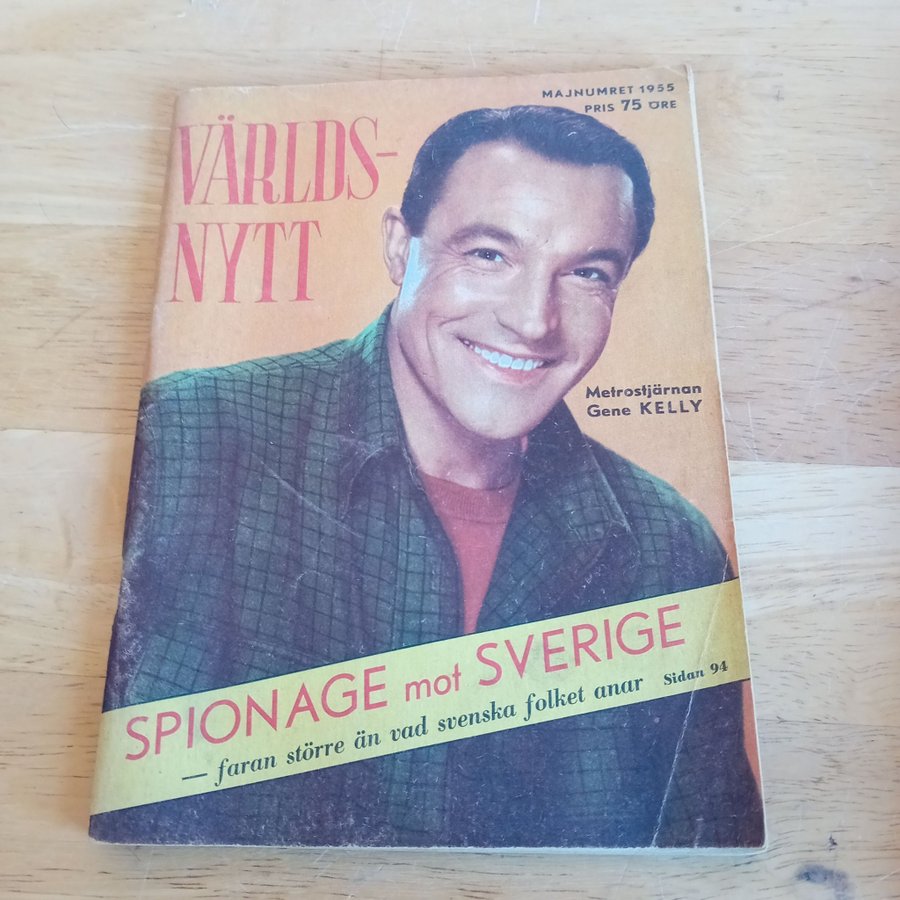 MAJNUMRET 1955
PRIS 75 ÖRE
VÄRLDS-
NYTT
Metrostjärnan
Gene KELLY
SPIONAGE mot SVERIGE
— faran större än vad svenska folket anar Sidan 94